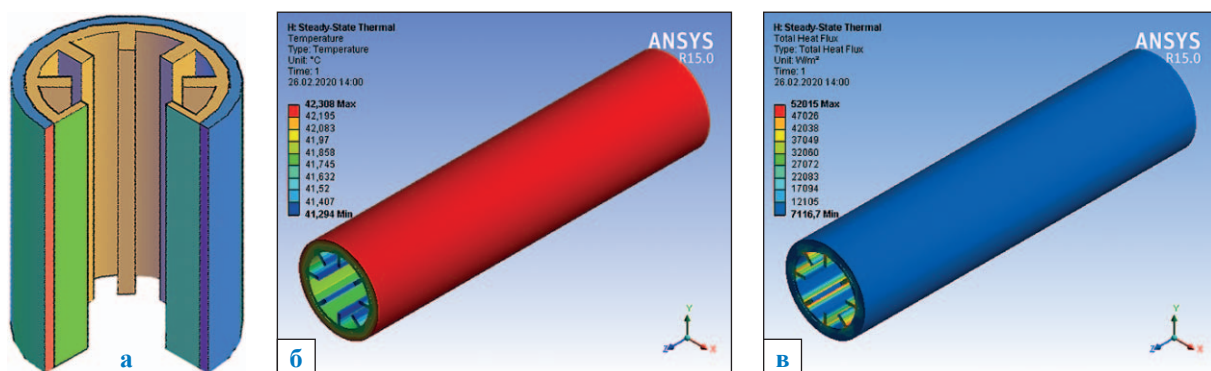 H: Steady-State Thermal
Temperature
Type: Temperature
Unit: °C
Time: 1
26.02.2020 14:00
42,308 Max
42,195
42,083
41,97
41,858
41,745
41,632
41,52
41,407
41,294 Min
ANSYS
R15.0
Y
Z
X
H: Steady-State Thermal
Total Heat Flux
Type: Total Heat Flux
Unit: W/m²
Time: 1
26.02.2020 14:00
52015 Max
47026
42038
37049
32060
27072
22083
17094
12105
7116,7 Min
ANSYS
R15.0
Y
Z
X
а
б
в